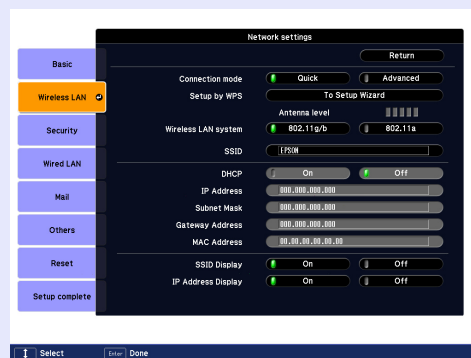 Network settings
Return
Basic
Wireless LAN
Security
Wired LAN
Mail
Others
Reset
Setup complete
Connection mode Quick Advanced
Setup by WPS To Setup Wizard
Antenna level
Wireless LAN system 802.11g/b 802.11a
SSID EPSON
DHCP On Off
IP Address 000.000.000.000
Subnet Mask 000.000.000.000
Gateway Address 000.000.000.000
MAC Address 00.00.00.00.00.00
SSID Display On Off
IP Address Display On Off
Select Enter Done